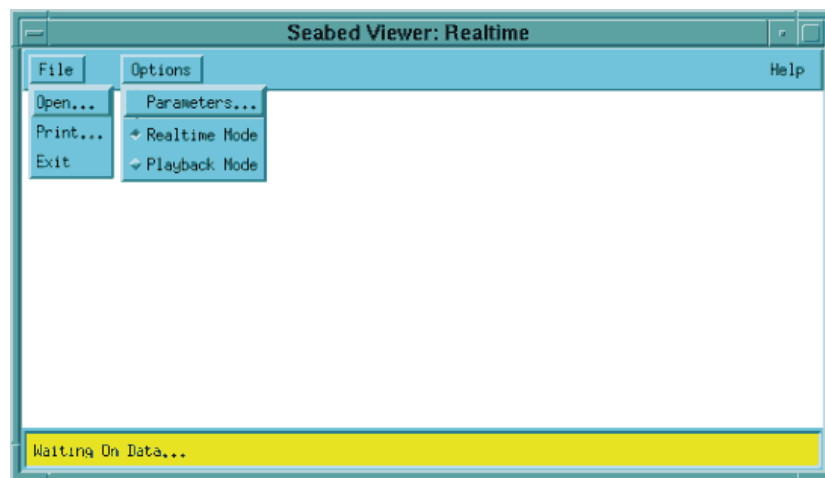 Seabed Viewer: Realtime
File Options Help
Open... Parameters...
Print... Realtime Mode
Exit Playback Mode
Waiting On Data...